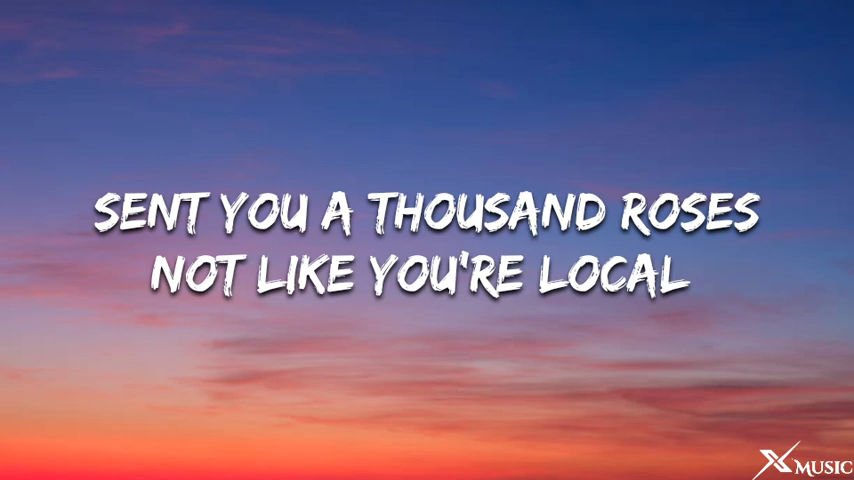 SENT YOU A THOUSAND ROSES
NOT LIKE YOU'RE LOCAL
X MUSIC